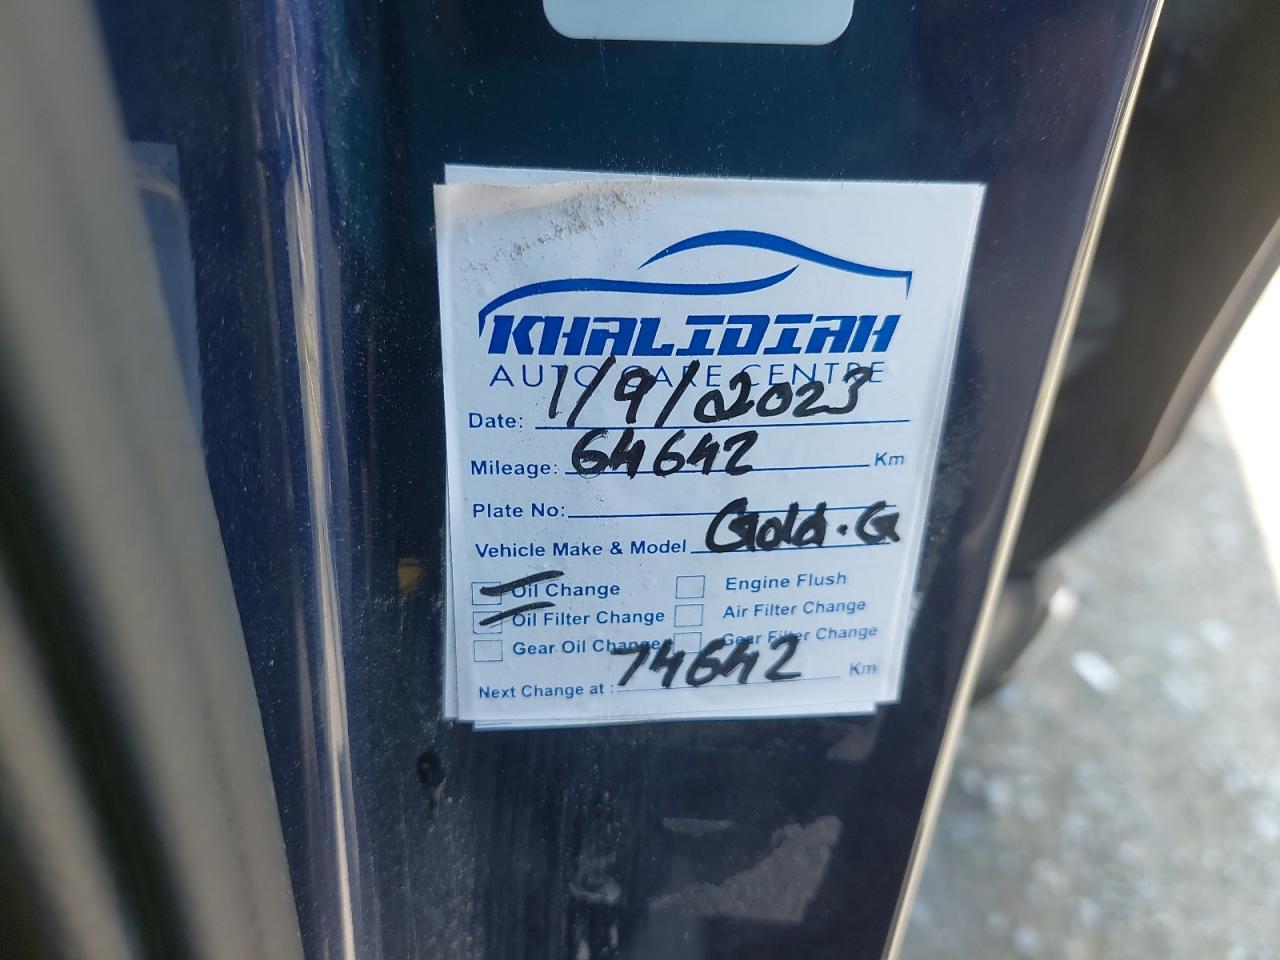 KHALIDIAH
AUTO CARE CENTRE
Date: 1/9/2023
Mileage: 64642 Km
Plate No:
Vehicle Make & Model Gold.G
Oil Change Engine Flush
Oil Filter Change Air Filter Change
Gear Oil Change Gear Filter Change
Next Change at : 74642 Km